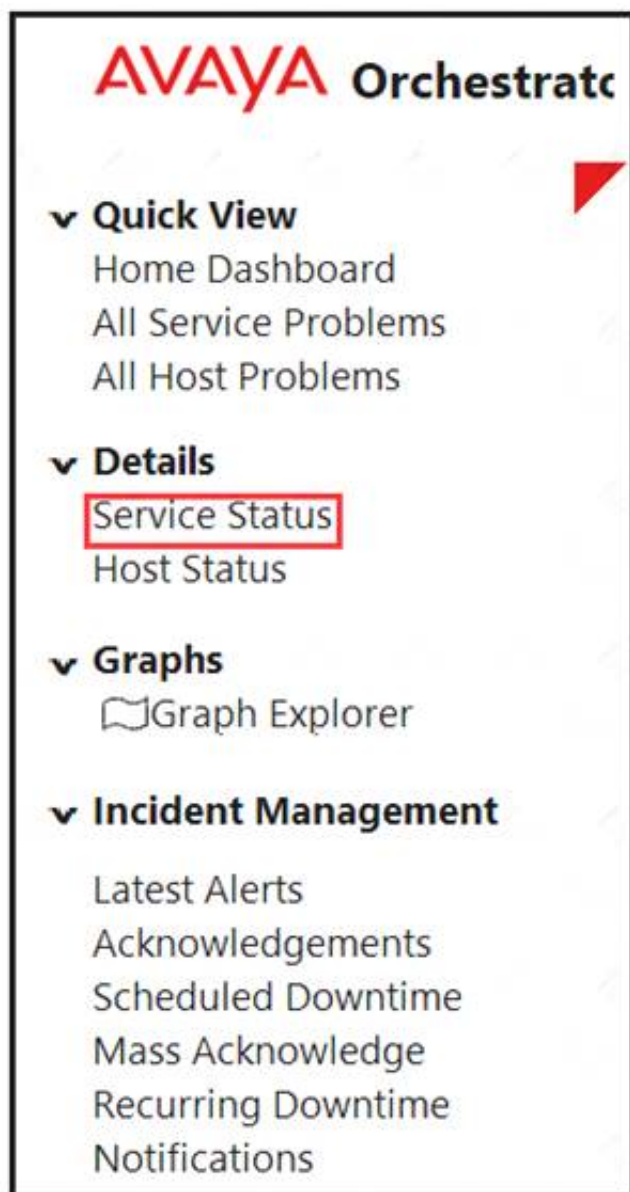 AVAYA Orchestratc
Quick View
Home Dashboard
All Service Problems
All Host Problems
Details
Service Status
Host Status
Graphs
Graph Explorer
Incident Management
Latest Alerts
Acknowledgements
Scheduled Downtime
Mass Acknowledge
Recurring Downtime
Notifications